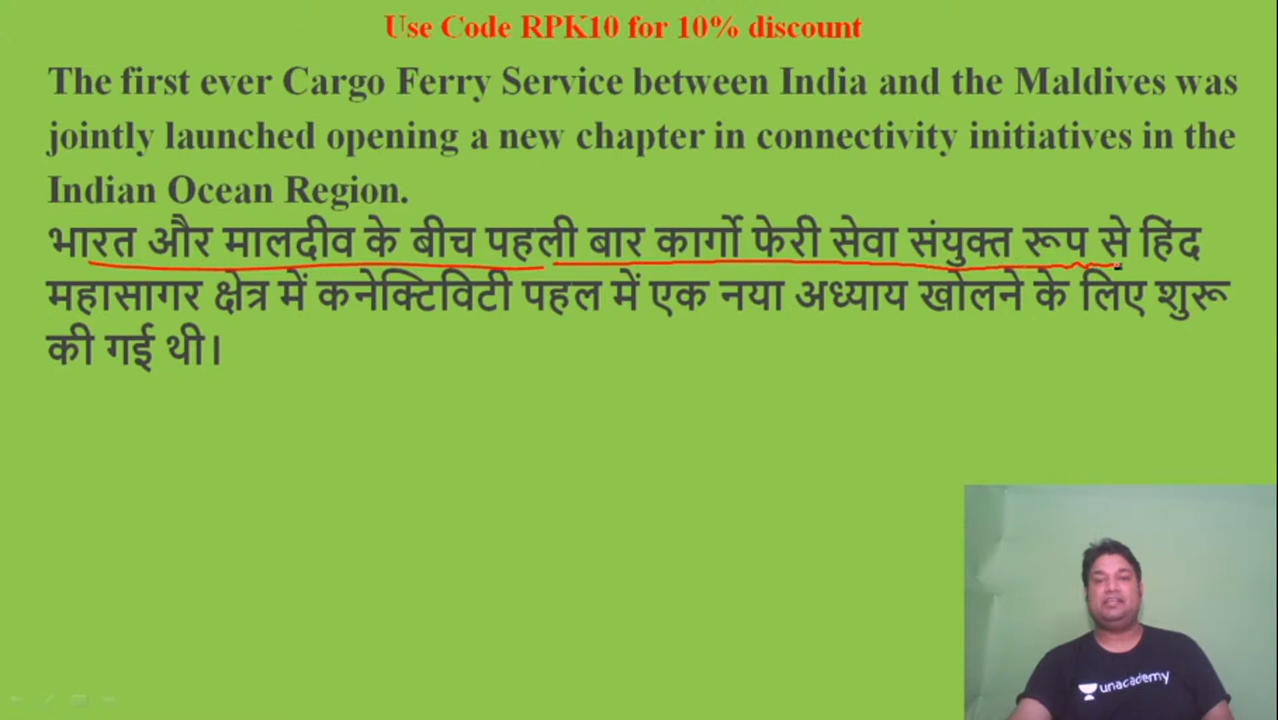 Use Code RPK10 for 10% discount
The first ever Cargo Ferry Service between India and the Maldives was
jointly launched opening a new chapter in connectivity initiatives in the
Indian Ocean Region.
भारत और मालदीव के बीच पहली बार कार्गो फेरी सेवा संयुक्त रूप से हिंद
महासागर क्षेत्र में कनेक्टिविटी पहल में एक नया अध्याय खोलने के लिए शुरू
की गई थी।
unacademy